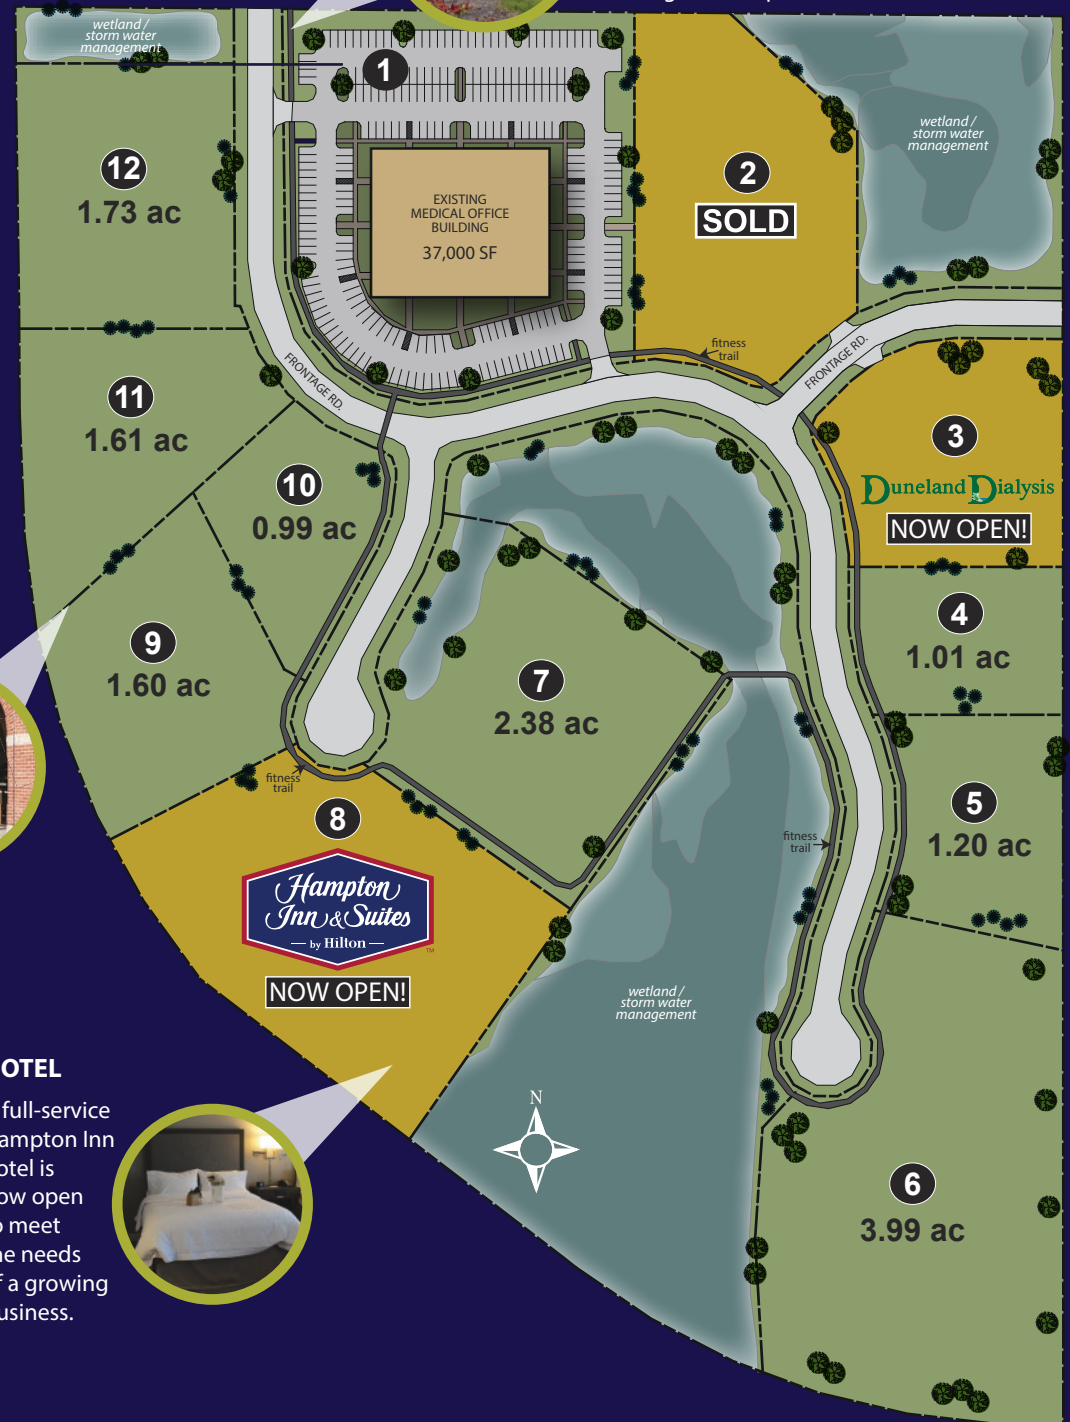 wetland /
storm water
management
1
12
1.73 ac
EXISTING
MEDICAL OFFICE
BUILDING
37,000 SF
2
SOLD
wetland /
storm water
management
fitness
trail
FRONTAGE RD.
FRONTAGE RD.
11
1.61 ac
3
Duneland Dialysis
NOW OPEN!
10
0.99 ac
4
1.01 ac
9
1.60 ac
7
2.38 ac
fitness
trail
8
Hampton
Inn & Suites
by Hilton
TM
NOW OPEN!
5
1.20 ac
fitness
trail
wetland /
storm water
management
N
6
3.99 ac
OTEL
full-service
ampton Inn
otel is
ow open
o meet
he needs
f a growing
usiness.